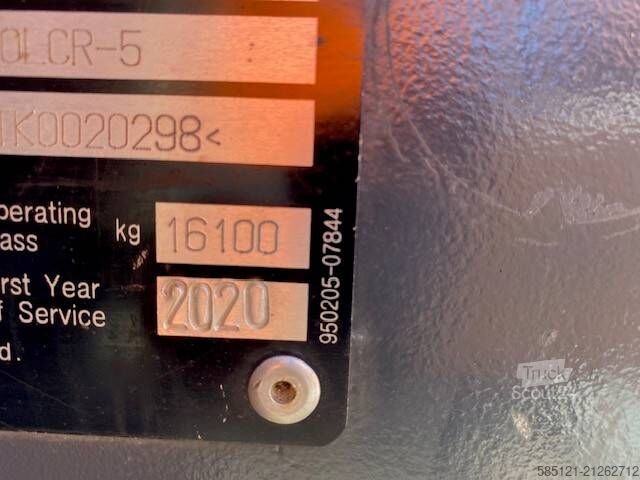 0LCR-5
TK0020298<
perating
ass
kg
16100
rst Year
f Service
2020
d.
950205-07844
Truck
Scout24
585121-21262712